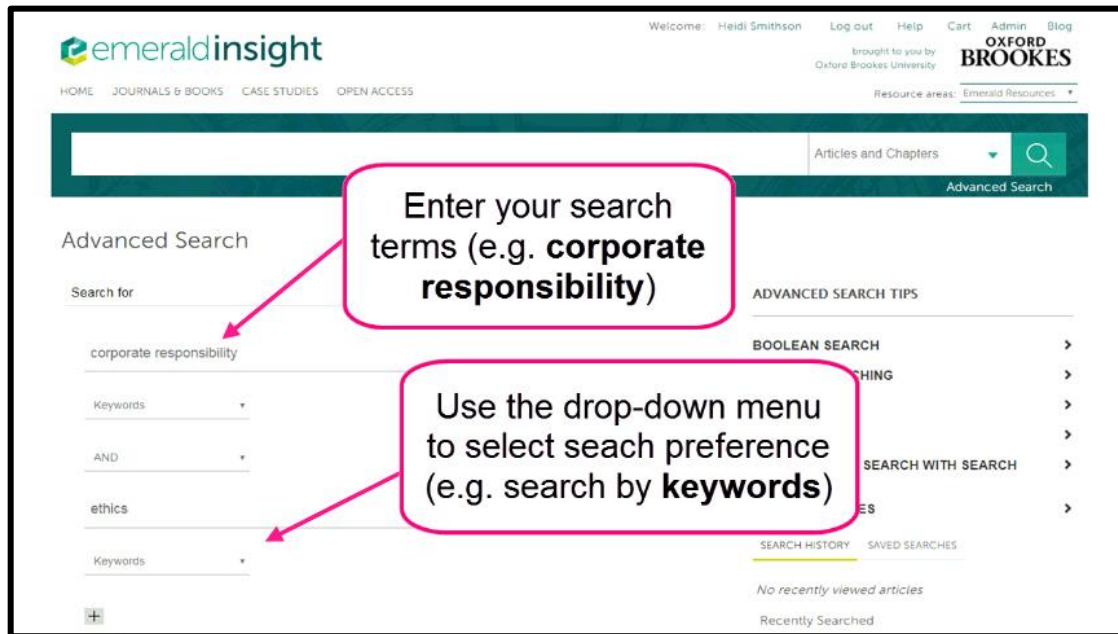 Welcome: Heidi Smithson Log out Help Cart Admin Blog
emeraldinsight
brought to you by
Oxford Brookes University
OXFORD
BROOKES
HOME JOURNALS & BOOKS CASE STUDIES OPEN ACCESS
Resource areas: Emerald Resources
Articles and Chapters
Advanced Search
Enter your search
terms (e.g. corporate
responsibility)
Advanced Search
Search for
corporate responsibility
Keywords
AND
ethics
Keywords
+
Use the drop-down menu
to select seach preference
(e.g. search by keywords)
ADVANCED SEARCH TIPS
BOOLEAN SEARCH
SEARCH WITH SEARCH
SEARCH HISTORY SAVED SEARCHES
No recently viewed articles
Recently Searched